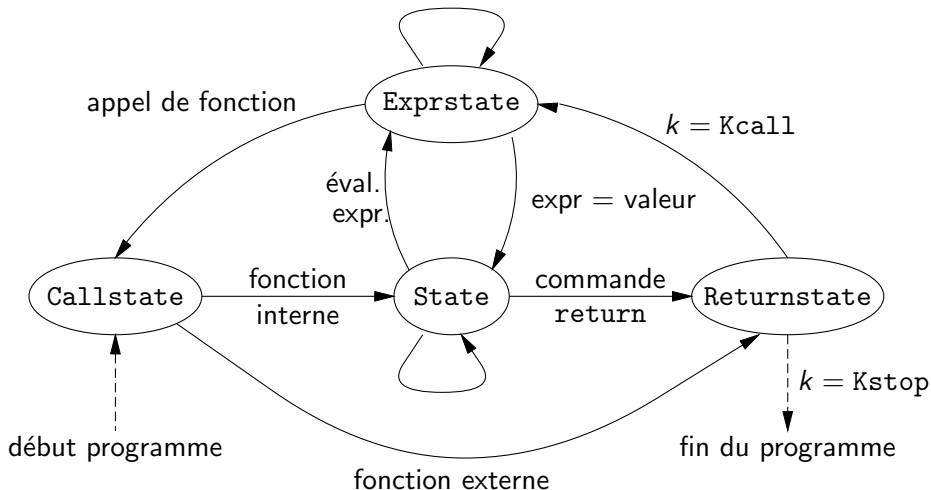 Exprstate
appel de fonction
k = Kcall
éval.
expr.
expr = valeur
Callstate
fonction
interne
State
commande
return
Returnstate
k = Kstop
début programme
fin du programme
fonction externe